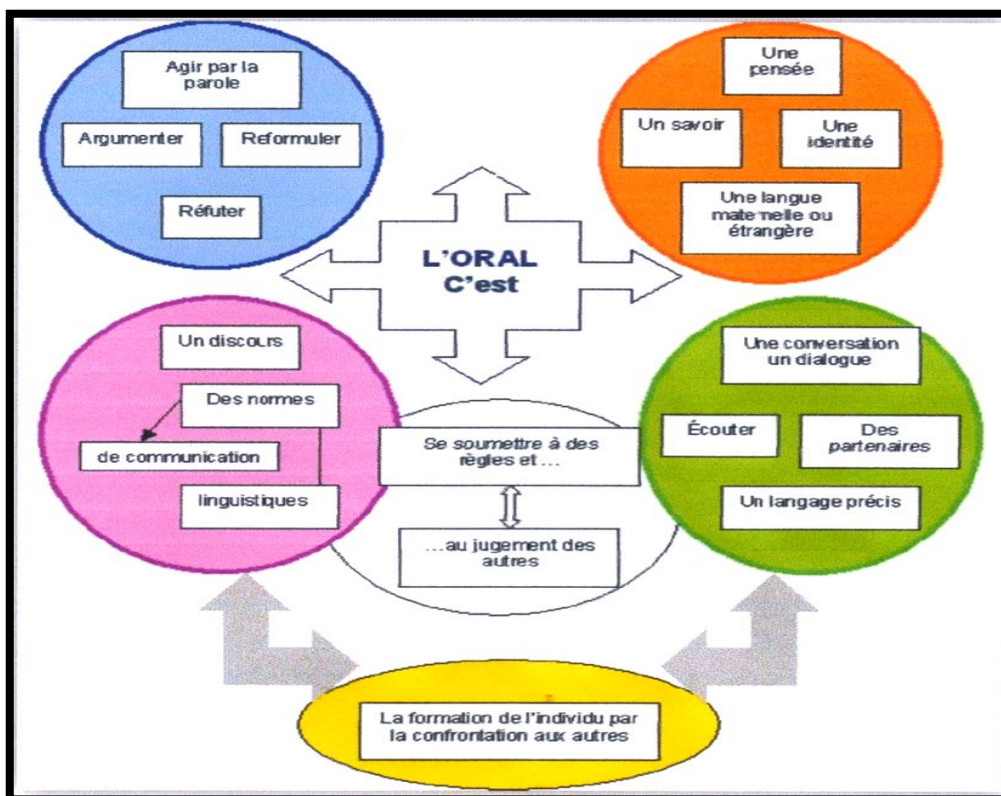 Agir par la
parole
Argumenter
Reformuler
Réfuter
Une
pensée
Un savoir
Une
identité
Une langue
maternelle ou
étrangère
L'ORAL
C'est
Un discours
Des normes
de communication
linguistiques
Se soumettre à des
règles et ...
...au jugement des
autres
Une conversation
un dialogue
Écouter
Des
partenaires
Un langage précis
La formation de l'individu par
la confrontation aux autres